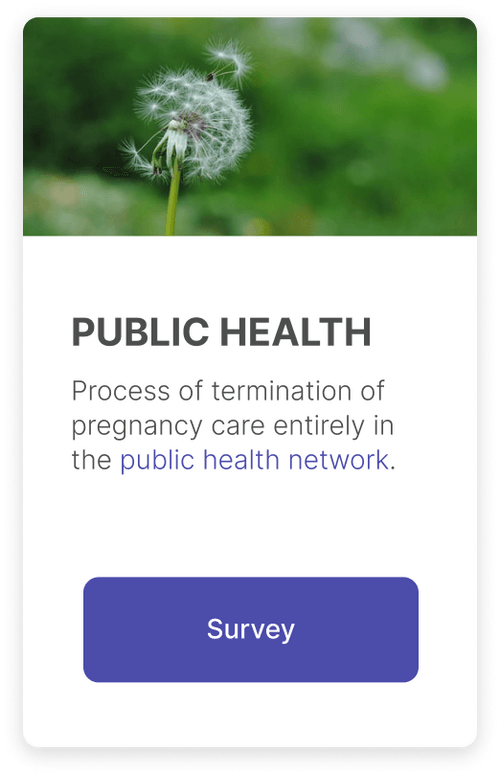 PUBLIC HEALTH
Process of termination of
pregnancy care entirely in
the public health network.
Survey